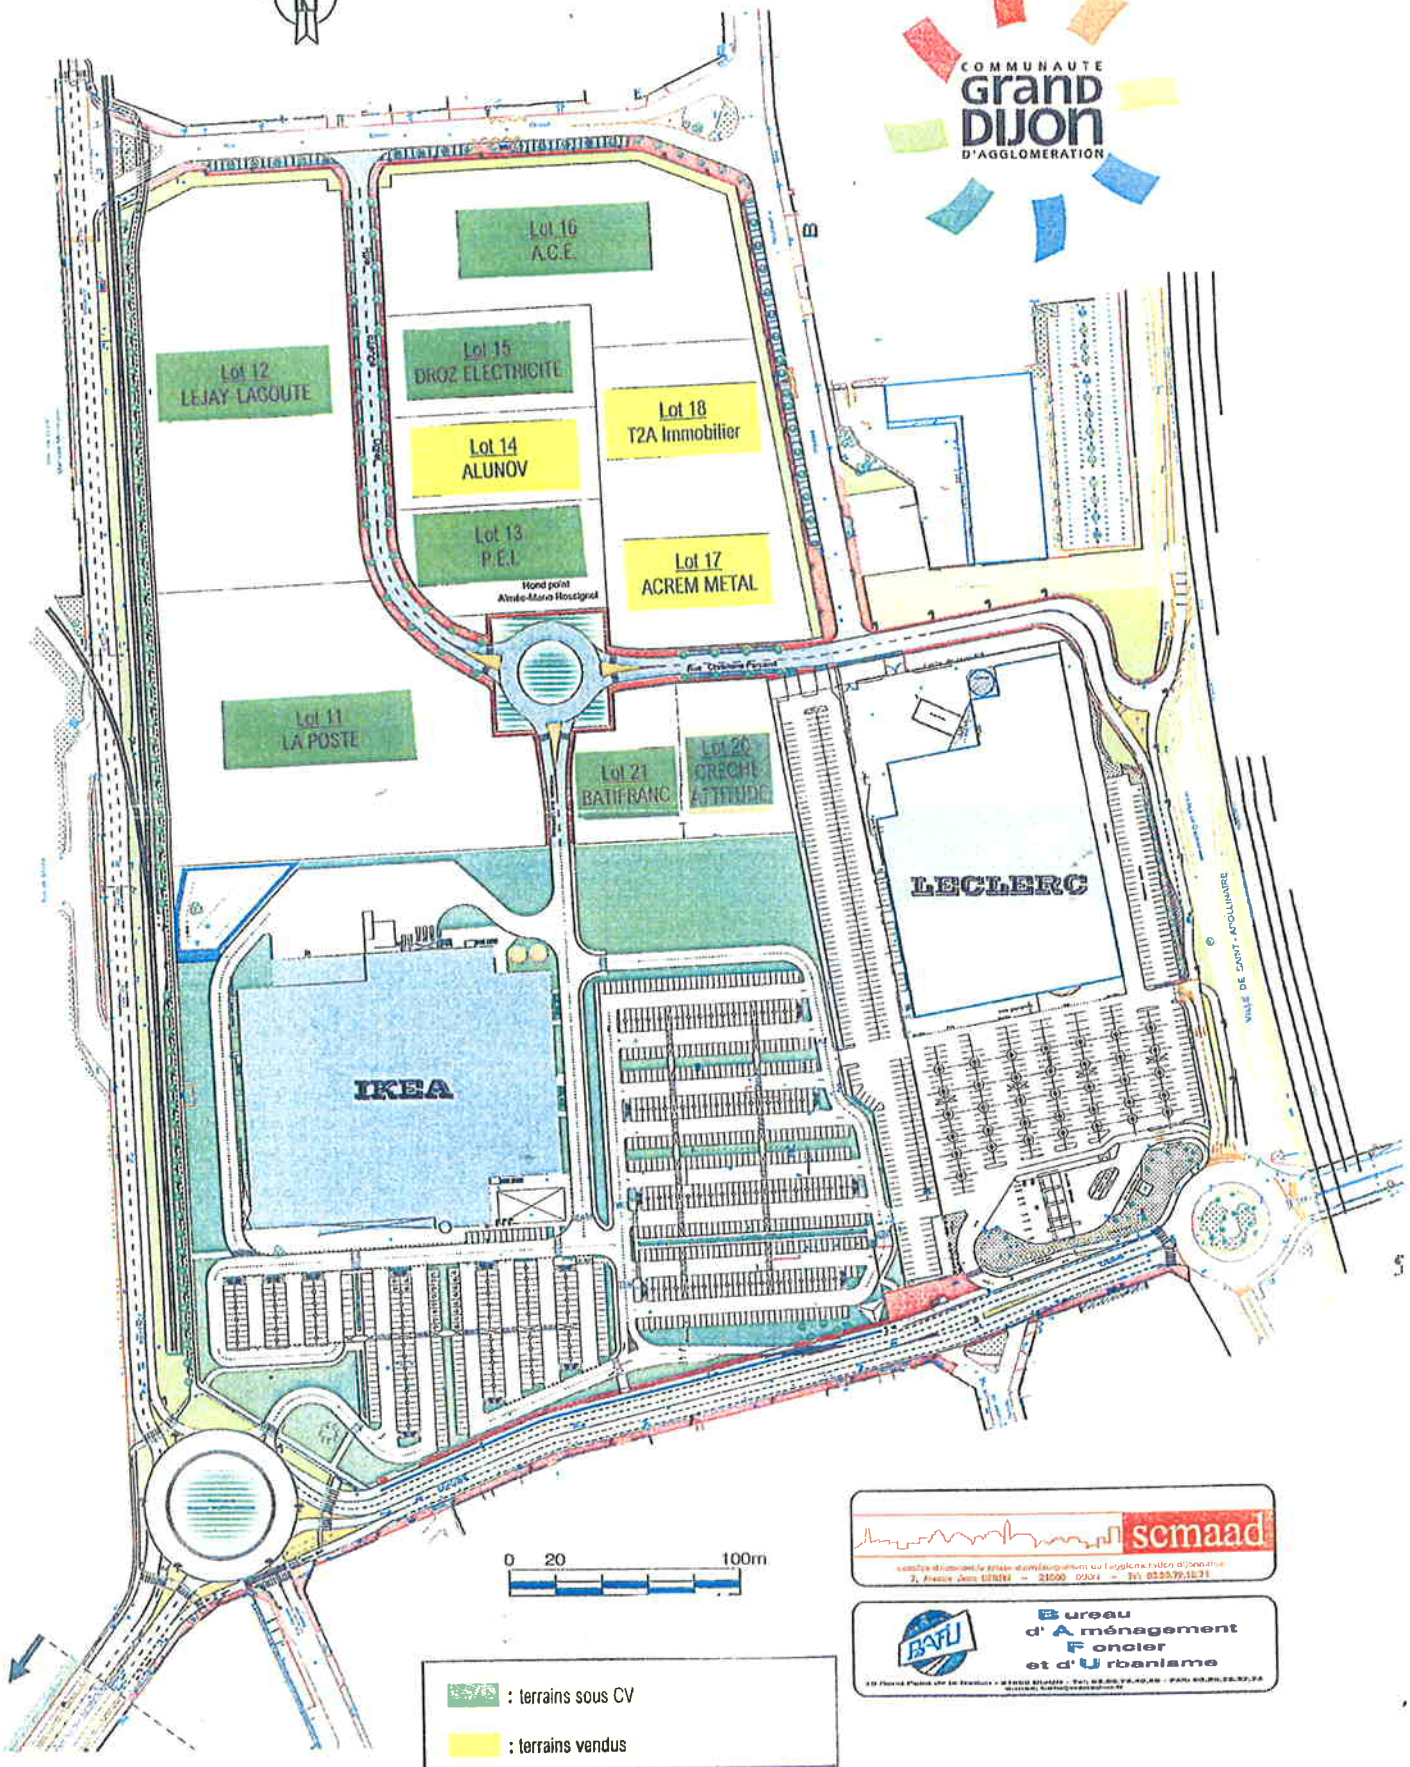 COMMUNAUTE
GRAND
DIJON
D'AGGLOMERATION
B
Lot 16
A.C.E.
Lot 15
DROZ ELECTRICITE
Lot 12
LEJAY LAGOUTE
Lot 18
T2A Immobilier
Lot 14
ALUNOV
Lot 13
P.E.I.
Lot 17
ACREM METAL
Rond point
Aimée-Marie Rossignol
Lot 11
LA POSTE
Lot 21
BATIFRANC
Lot 20
CRECHE
ATTITUDE
LECLERC
VILLE DE SAINT-APOLLINAIRE
IKEA
0 20 100m
scmaad
BAFU
Bureau
d'Aménagement
Foncier
et d'Urbanisme
: terrains sous CV
: terrains vendus